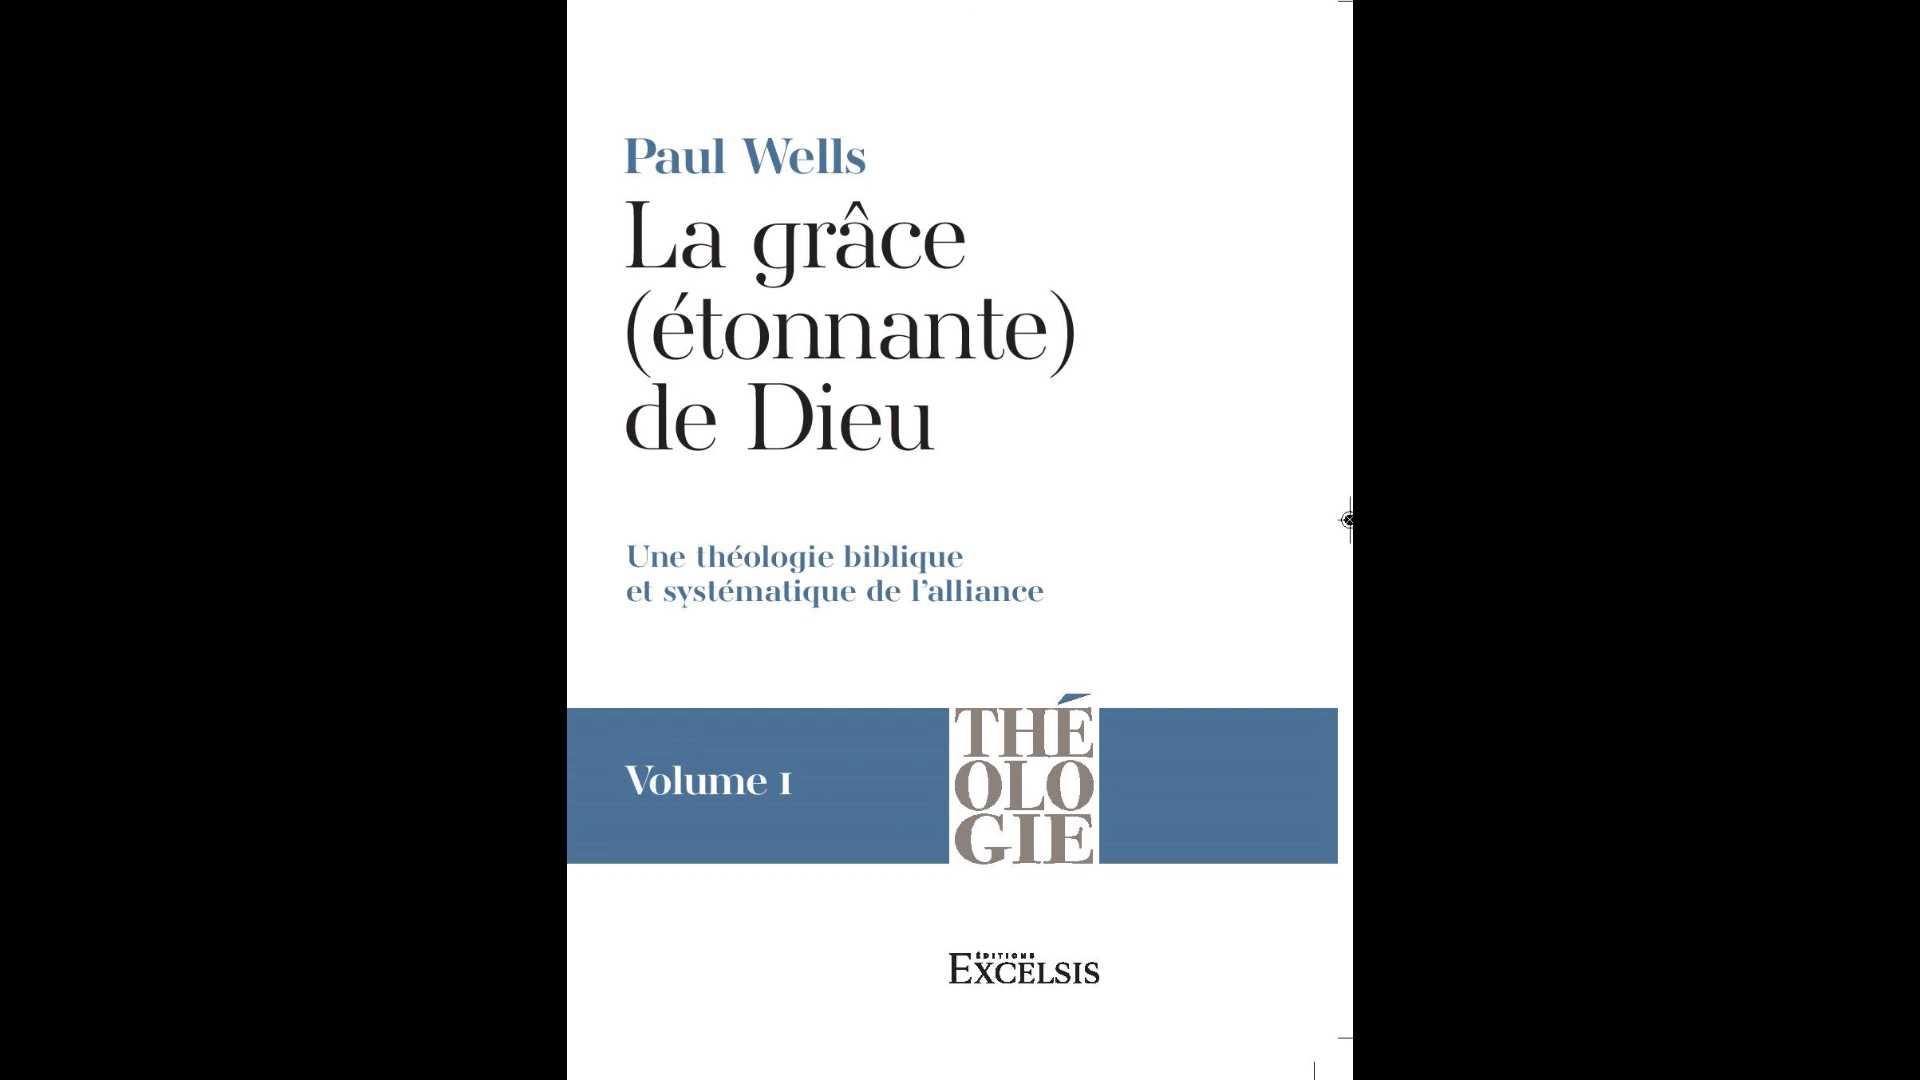 Paul Wells
La grâce
(étonnante)
de Dieu
Une théologie biblique
et systématique de l’alliance
Volume 1
THÉ
OLO
GIE
ÉDITIONS
EXCELSIS